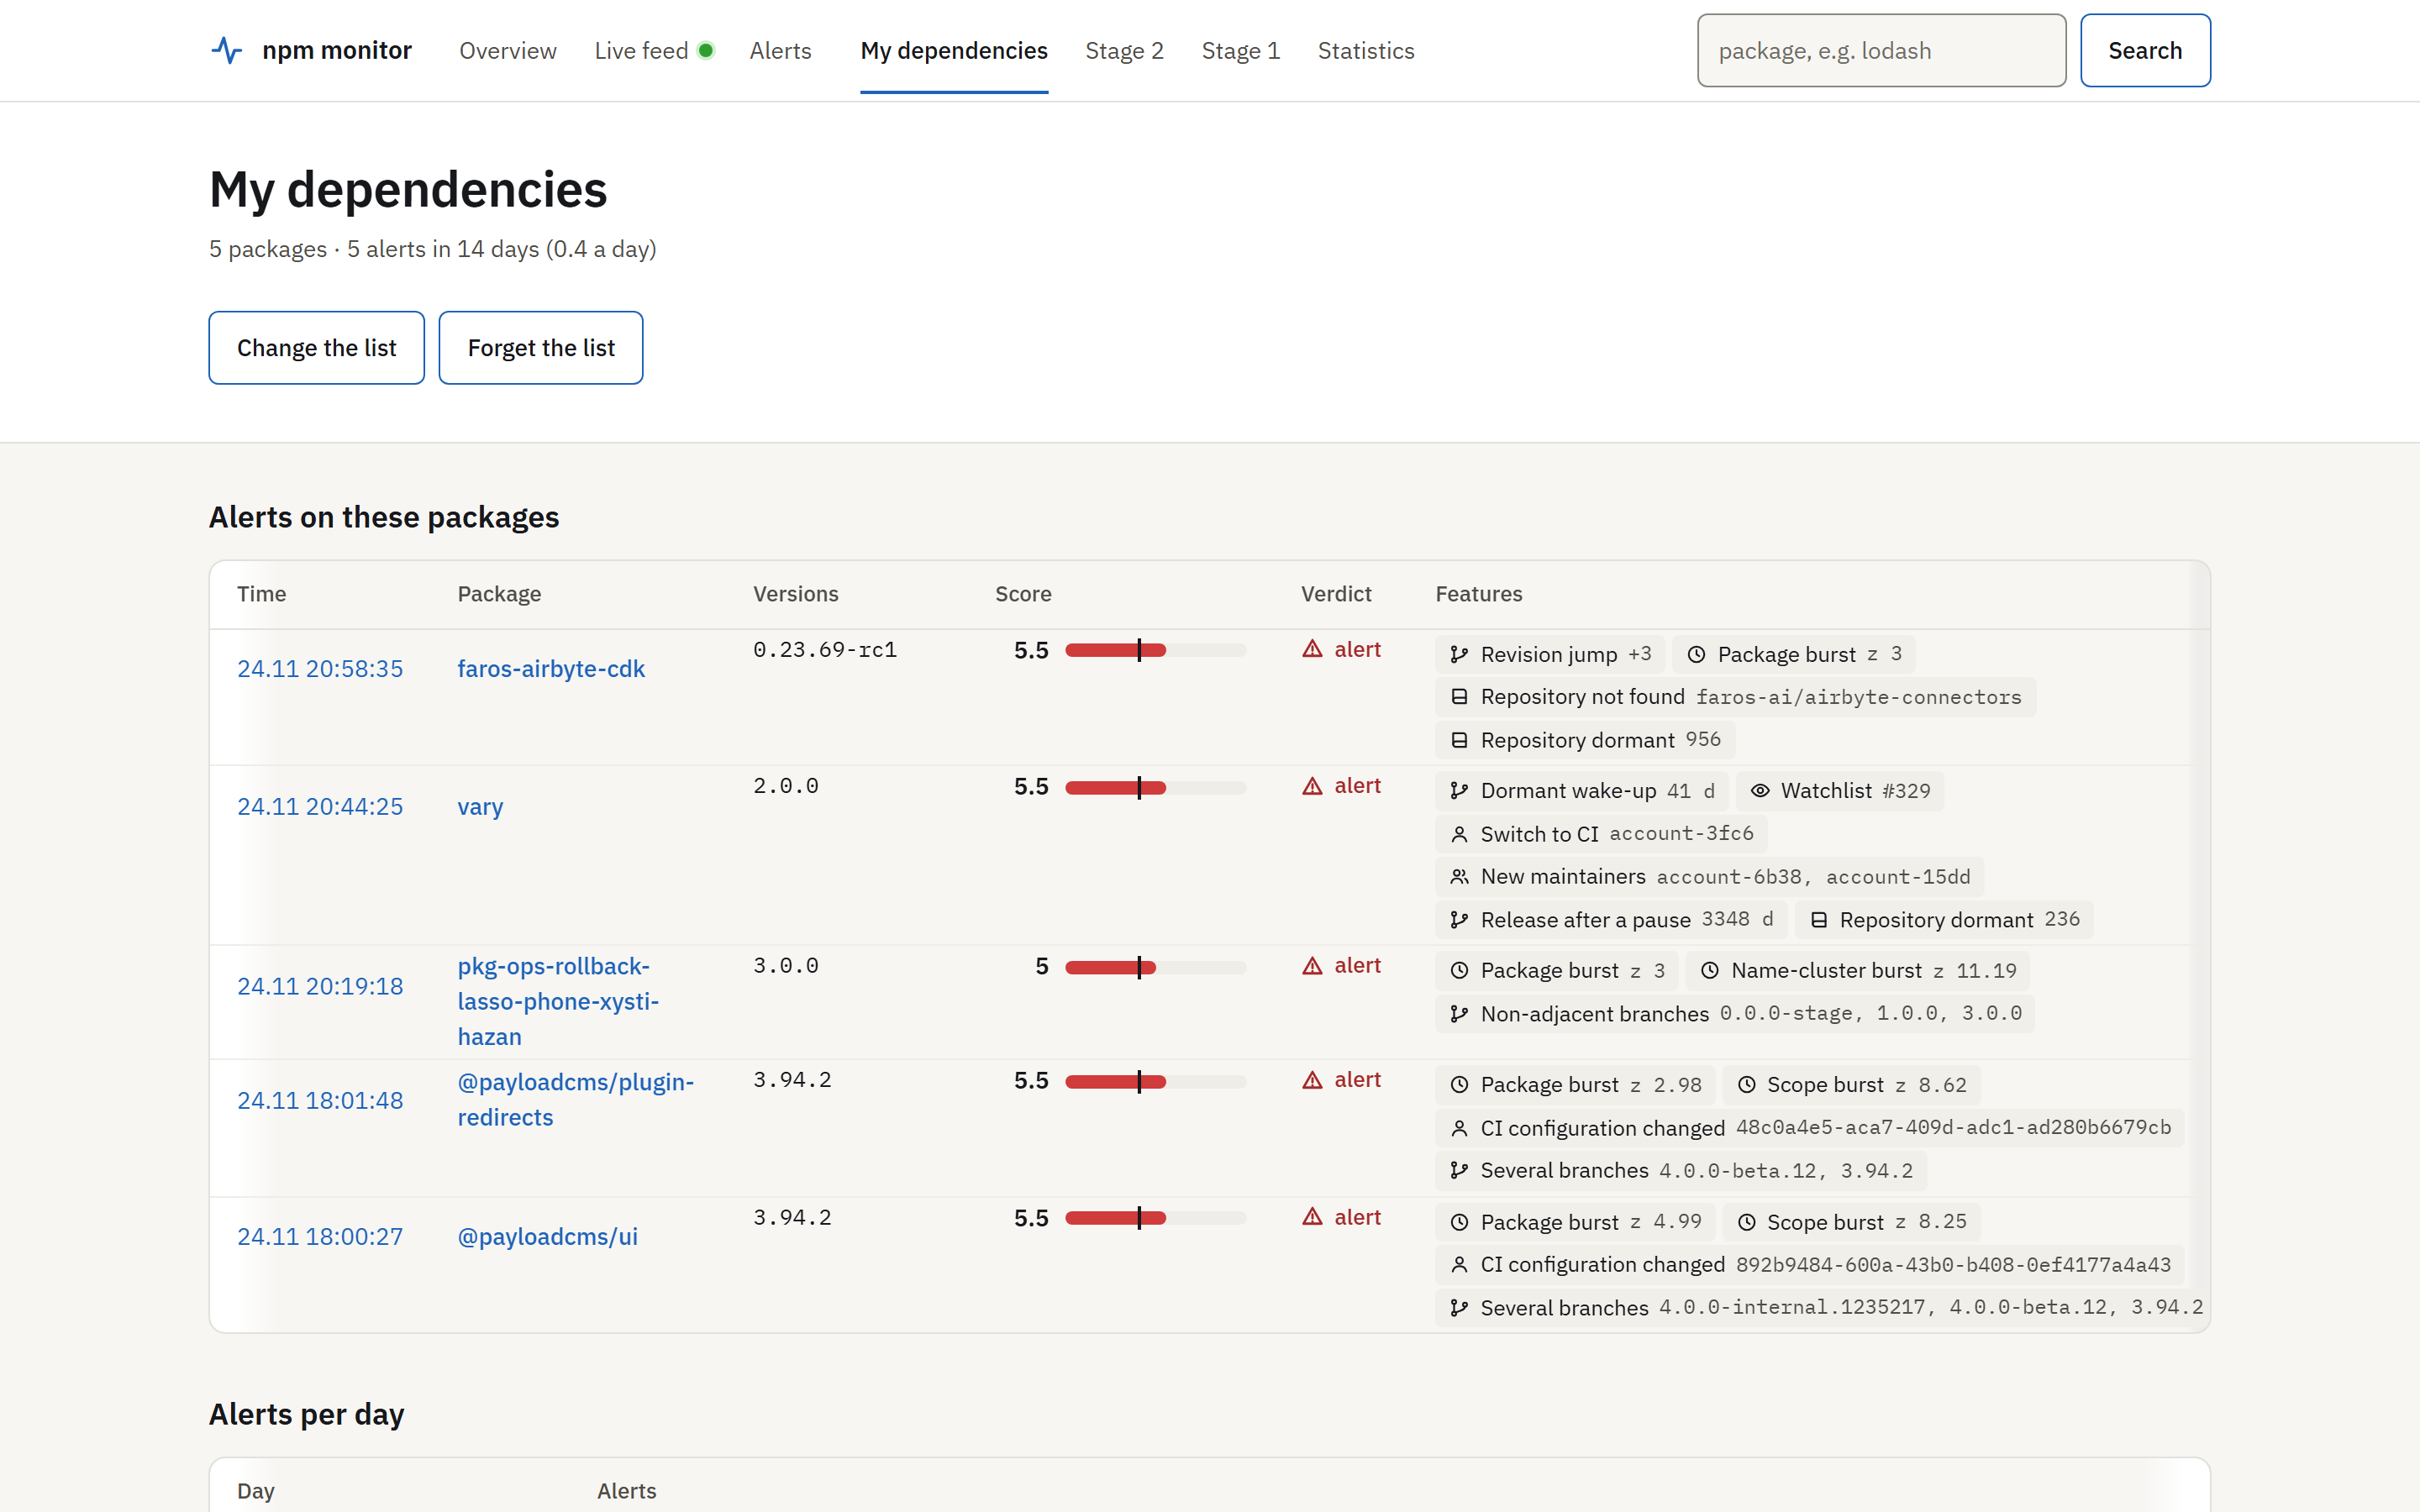 npm monitor Overview Live feed Alerts My dependencies Stage 2 Stage 1 Statistics package, e.g. lodash Search
My dependencies
5 packages · 5 alerts in 14 days (0.4 a day)
Change the list Forget the list
Alerts on these packages
Time Package Versions Score Verdict Features
24.11 20:58:35 faros-airbyte-cdk 0.23.69-rc1 5.5 alert Revision jump +3 Package burst z 3
Repository not found faros-ai/airbyte-connectors
Repository dormant 956
24.11 20:44:25 vary 2.0.0 5.5 alert Dormant wake-up 41 d Watchlist #329
Switch to CI account-3fc6
New maintainers account-6b38, account-15dd
Release after a pause 3348 d Repository dormant 236
24.11 20:19:18 pkg-ops-rollback- 3.0.0 5 alert Package burst z 3 Name-cluster burst z 11.19
lasso-phone-xysti- Non-adjacent branches 0.0.0-stage, 1.0.0, 3.0.0
hazan
24.11 18:01:48 @payloadcms/plugin- 3.94.2 5.5 alert Package burst z 2.98 Scope burst z 8.62
redirects CI configuration changed 48c0a4e5-aca7-409d-adc1-ad280b6679cb
Several branches 4.0.0-beta.12, 3.94.2
24.11 18:00:27 @payloadcms/ui 3.94.2 5.5 alert Package burst z 4.99 Scope burst z 8.25
CI configuration changed 892b9484-600a-43b0-b408-0ef4177a4a43
Several branches 4.0.0-internal.1235217, 4.0.0-beta.12, 3.94.2
Alerts per day
Day Alerts